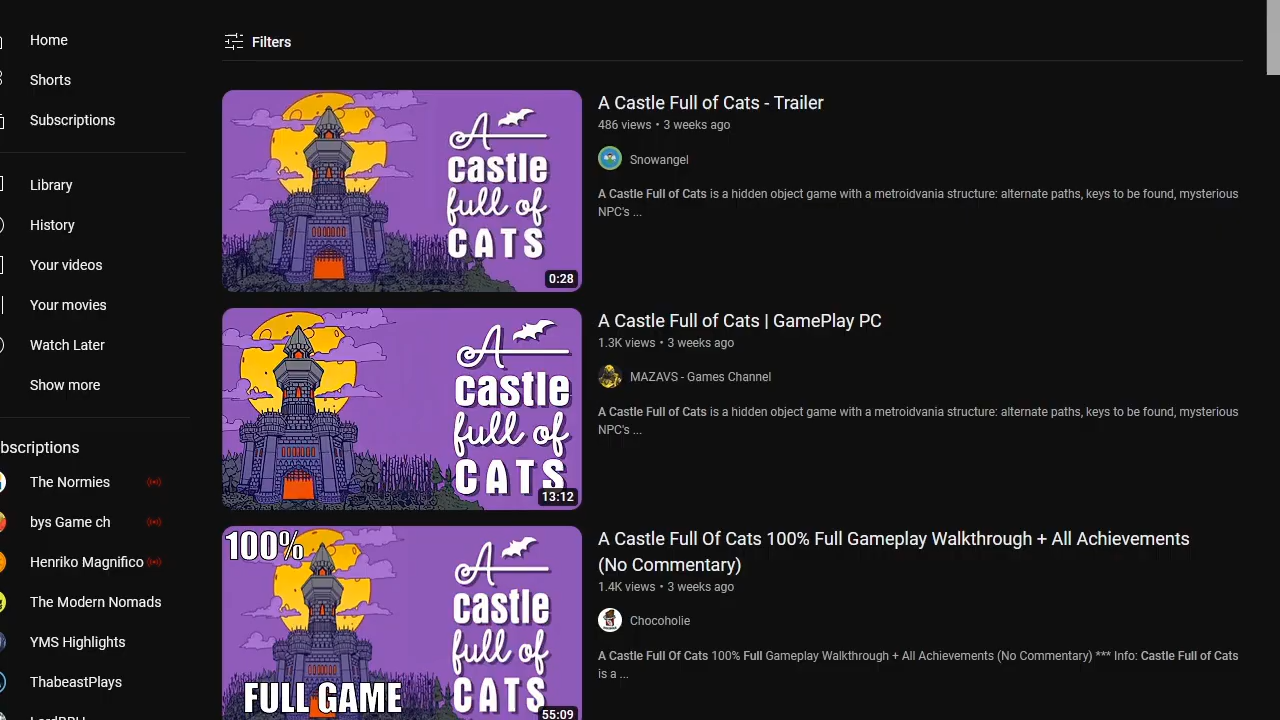 Home
Shorts
Subscriptions
Library
History
Your videos
Your movies
Watch Later
Show more
bscriptions
The Normies
bys Game ch
Henriko Magnifico
The Modern Nomads
YMS Highlights
ThabeastPlays
Filters
A
castle
full of
CATS
0:28
A Castle Full of Cats - Trailer
486 views • 3 weeks ago
Snowangel
A Castle Full of Cats is a hidden object game with a metroidvania structure: alternate paths, keys to be found, mysterious
NPC's ...
A
castle
full of
CATS
13:12
A Castle Full of Cats | GamePlay PC
1.3K views • 3 weeks ago
MAZAVS - Games Channel
A Castle Full of Cats is a hidden object game with a metroidvania structure: alternate paths, keys to be found, mysterious
NPC's ...
100%
A
castle
full of
CATS
FULL GAME
55:09
A Castle Full Of Cats 100% Full Gameplay Walkthrough + All Achievements
(No Commentary)
1.4K views • 3 weeks ago
Chocoholie
A Castle Full Of Cats 100% Full Gameplay Walkthrough + All Achievements (No Commentary) *** Info: Castle Full of Cats
is a ...